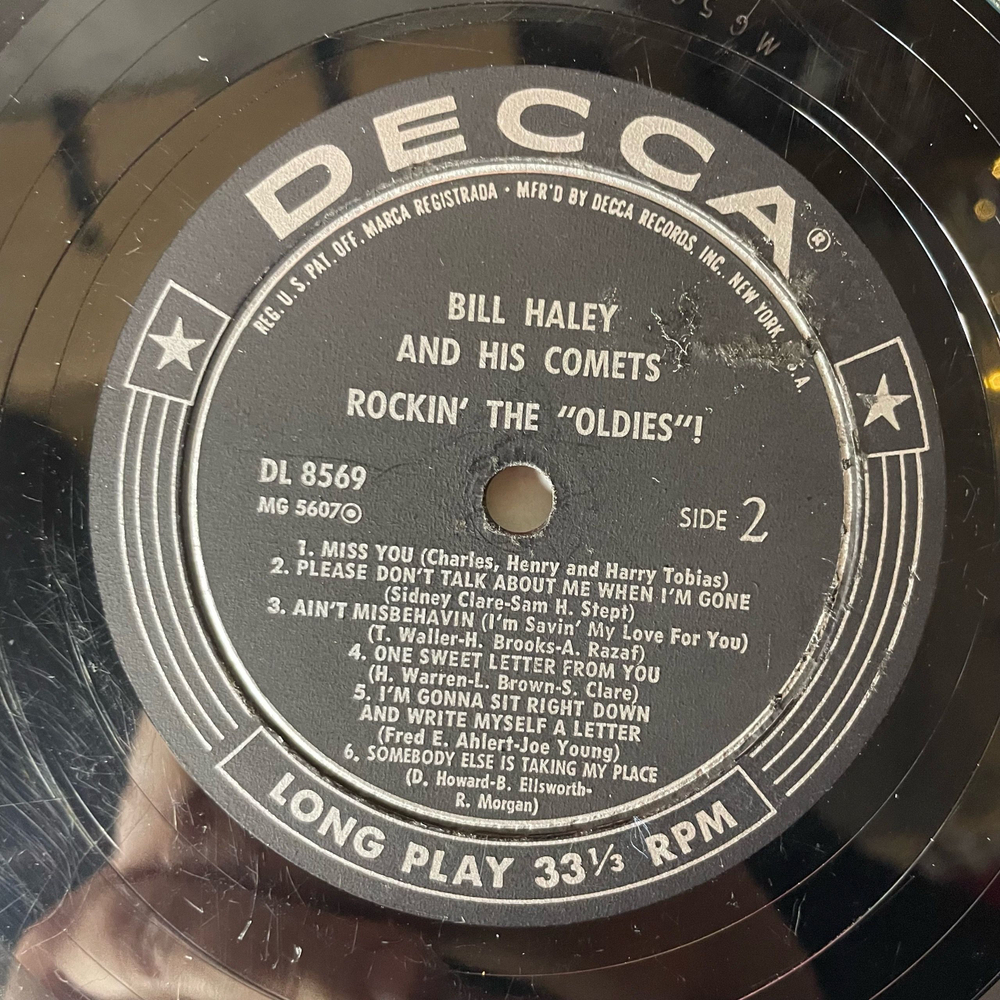 DECCA®
REG. U.S. PAT. OFF. MARCA REGISTRADA · MFR'D BY DECCA RECORDS, INC., NEW YORK,
BILL HALEY
AND HIS COMETS
ROCKIN' THE "OLDIES"!
DL 8569
MG 5607
SIDE 2
1. MISS YOU (Charles, Henry and Harry Tobias)
2. PLEASE DON'T TALK ABOUT ME WHEN I'M GONE
(Sidney Clare-Sam H. Stept)
3. AIN'T MISBEHAVIN (I'm Savin' My Love For You)
(T. Waller-H. Brooks-A. Razaf)
4. ONE SWEET LETTER FROM YOU
(H. Warren-L. Brown-S. Clare)
5. I'M GONNA SIT RIGHT DOWN
AND WRITE MYSELF A LETTER
(Fred E. Ahlert-Joe Young)
6. SOMEBODY ELSE IS TAKING MY PLACE
(D. Howard-B. Ellsworth-
R. Morgan)
LONG PLAY 33⅓ RPM